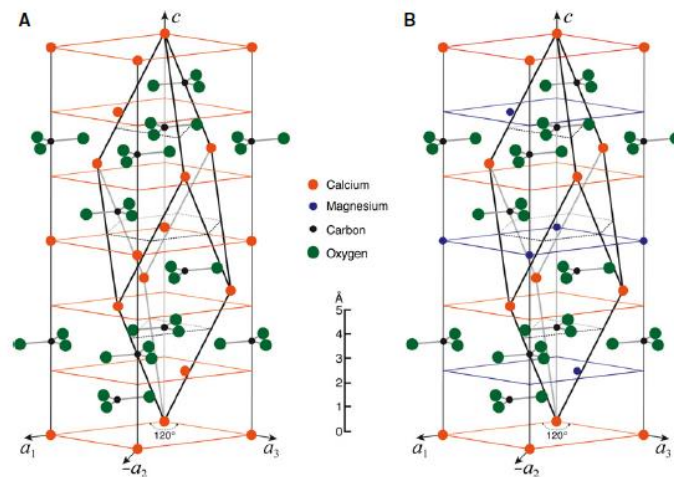 A
c
B
c
Calcium
Magnesium
Carbon
Oxygen
Å
5
4
3
2
1
0
120°
a1
-a2
a3
120°
a1
-a2
a3